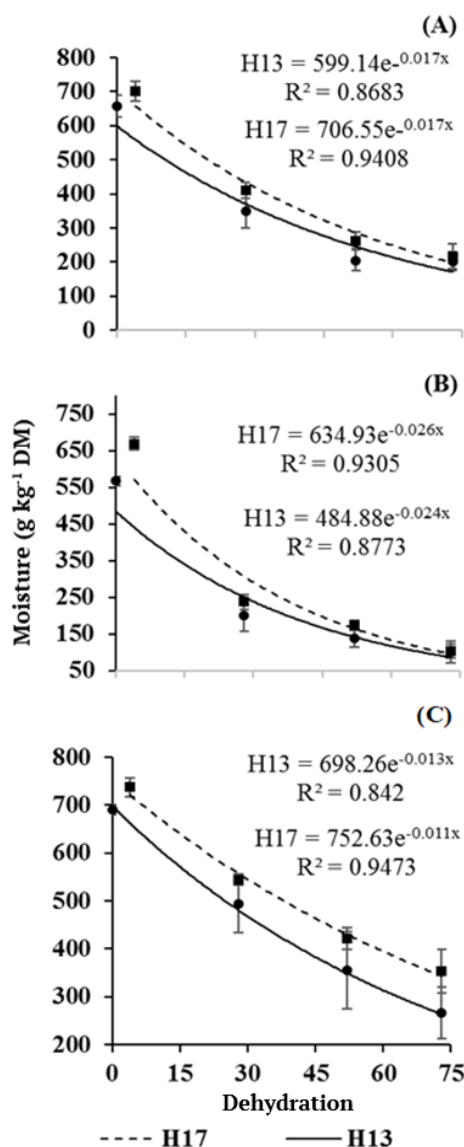 (A)
800
700
600
500
400
300
200
100
0
H13 = 599.14e-⁰·⁰¹⁷ˣ
R² = 0.8683
H17 = 706.55e-⁰·⁰¹⁷ˣ
R² = 0.9408
Moisture (g kg⁻¹ DM)
(B)
750
650
550
450
350
250
150
50
H17 = 634.93e⁻⁰·⁰²⁶ˣ
R² = 0.9305
H13 = 484.88e⁻⁰·⁰²⁴ˣ
R² = 0.8773
(C)
800
700
600
500
400
300
200
H13 = 698.26e⁻⁰·⁰¹³ˣ
R² = 0.842
H17 = 752.63e⁻⁰·⁰¹¹ˣ
R² = 0.9473
0 15 30 45 60 75
Dehydration
H17 H13